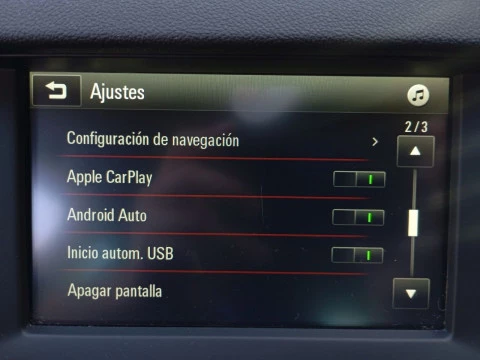 Ajustes
2/3
Configuración de navegación
Apple CarPlay
Android Auto
Inicio autom. USB
Apagar pantalla